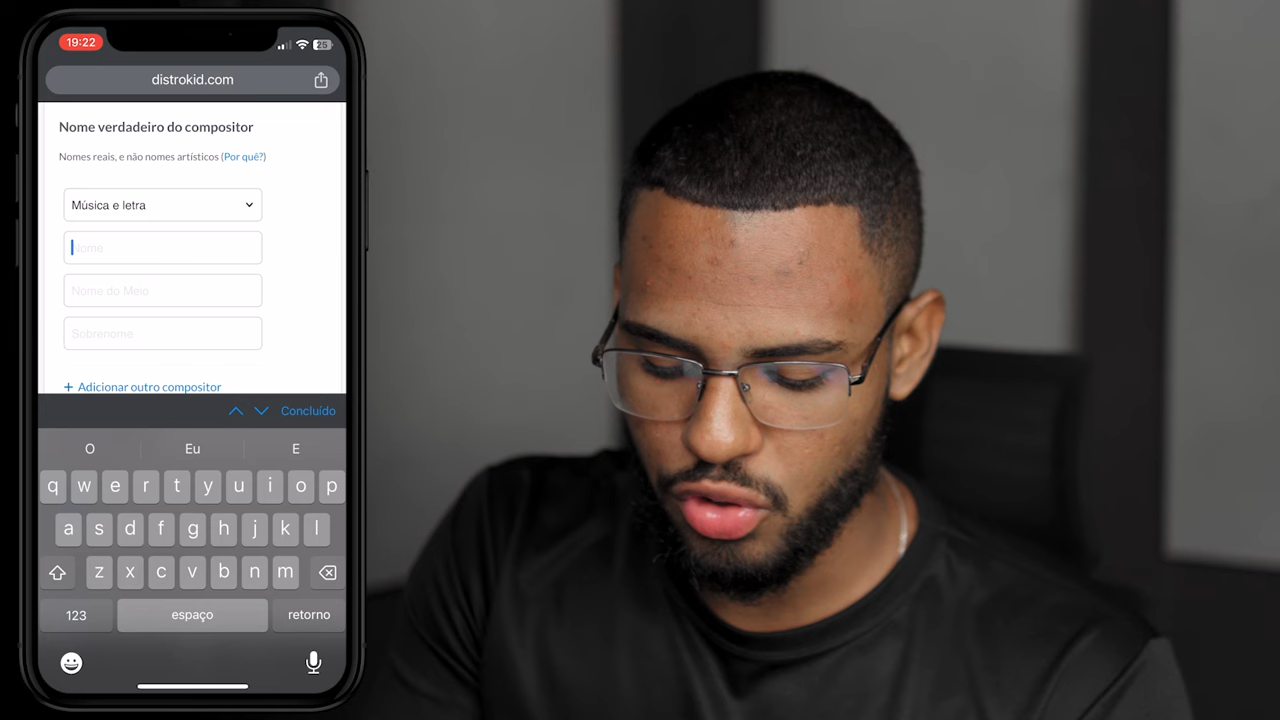 19:22
25
distrokid.com
Nome verdadeiro do compositor
Nomes reais, e não nomes artísticos (Por quê?)
Música e letra
Nome
Nome do Meio
Sobrenome
+ Adicionar outro compositor
Concluído
O Eu E
q w e r t y u i o p
a s d f g h j k l
z x c v b n m
123 espaço retorno